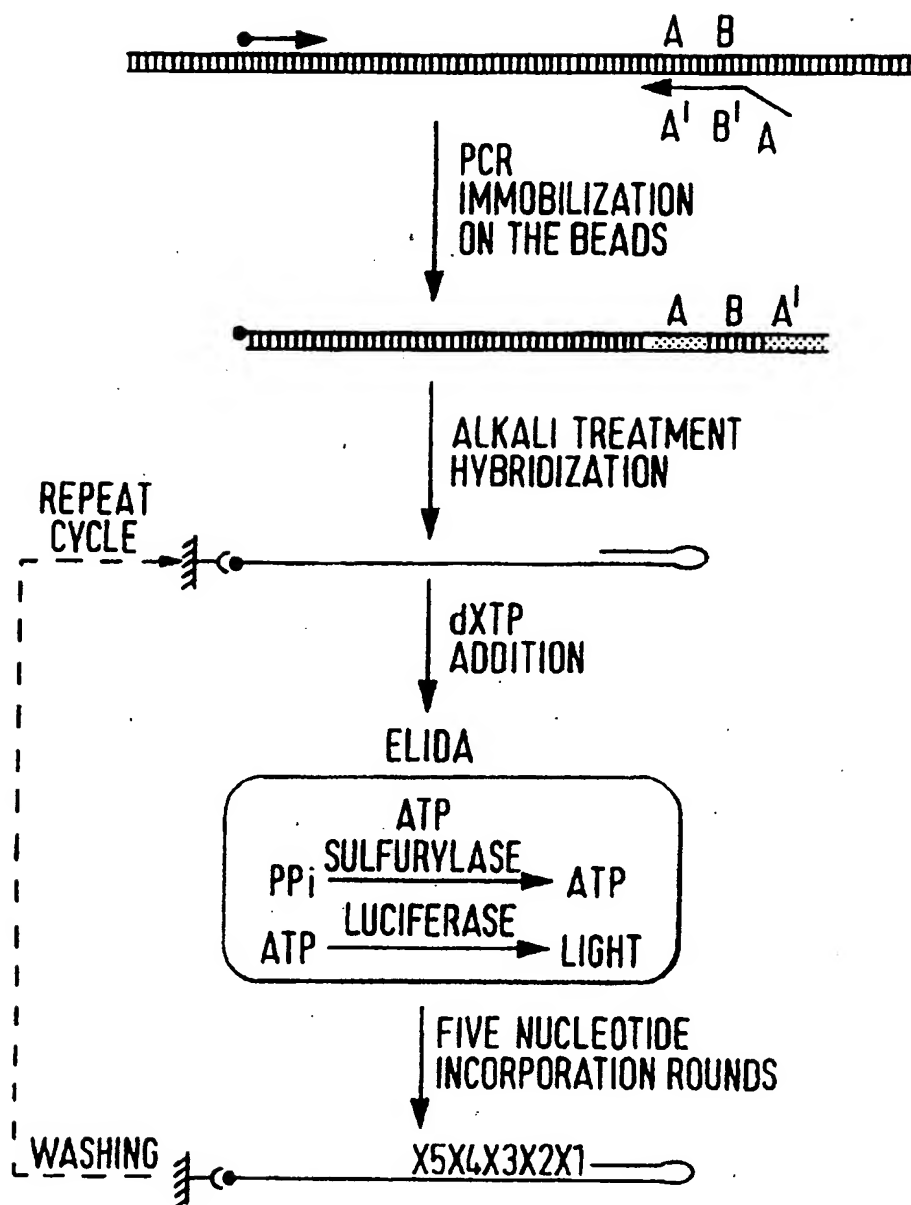 A B
A' B' A
PCR
IMMOBILIZATION
ON THE BEADS
A B A'
ALKALI TREATMENT
HYBRIDIZATION
REPEAT
CYCLE
dXTP
ADDITION
ELIDA
ATP
SULFURYLASE
PPi ATP
LUCIFERASE
ATP LIGHT
FIVE NUCLEOTIDE
INCORPORATION ROUNDS
WASHING
X5X4X3X2X1